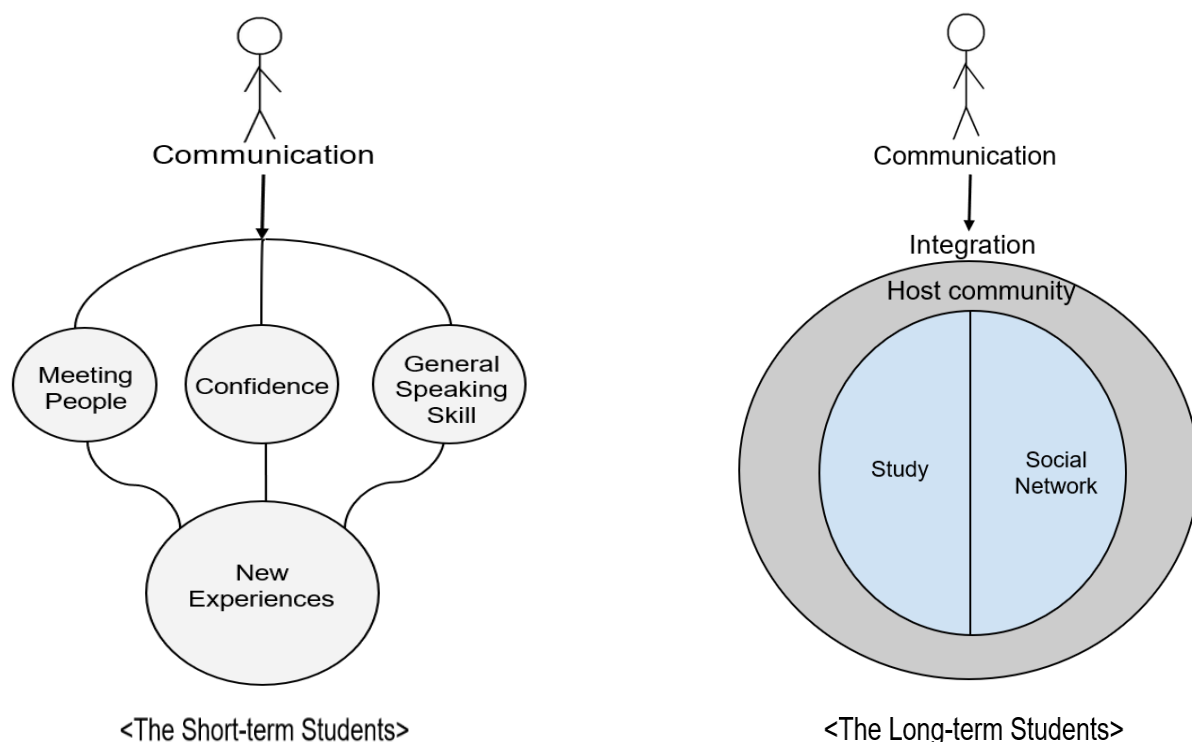 Communication
Meeting
People
Confidence
General
Speaking
Skill
New
Experiences
<The Short-term Students>
Communication
Integration
Host community
Study
Social
Network
<The Long-term Students>